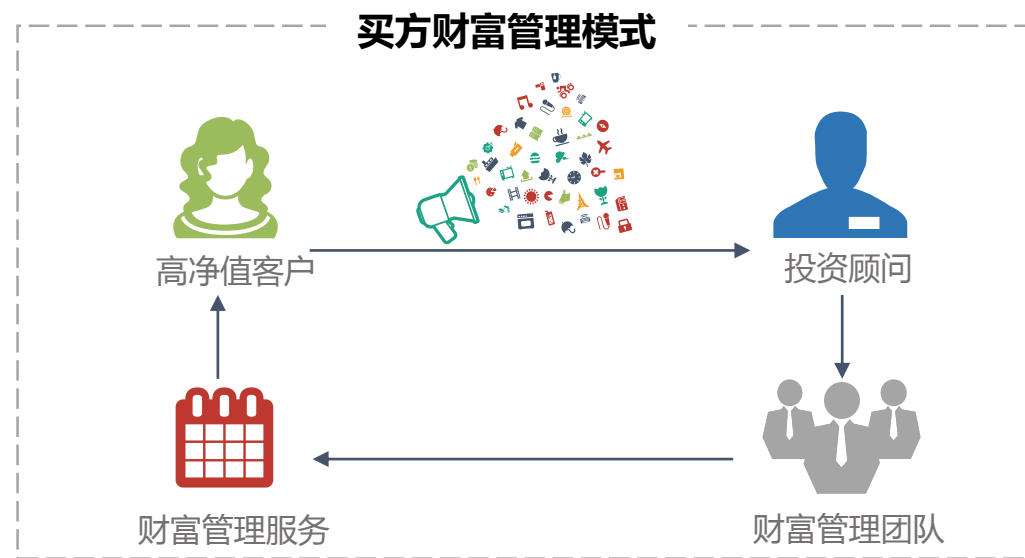 买方财富管理模式
高净值客户
投资顾问
财富管理服务
财富管理团队